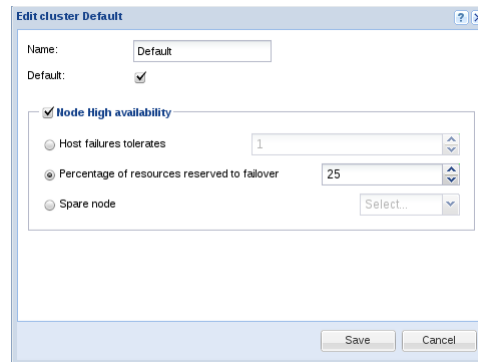 Edit cluster Default
?
Name:
Default
Default:
Node High availability
Host failures tolerates
1
Percentage of resources reserved to failover
25
Spare node
Select...
Save
Cancel